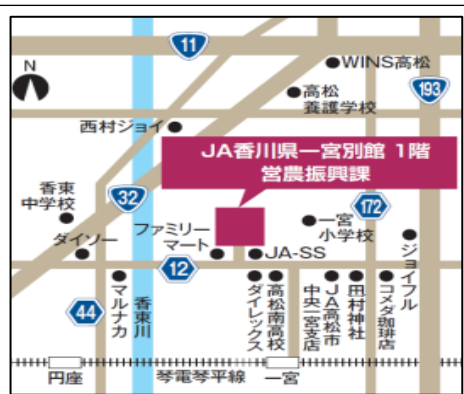 11
N
WINS高松
高松
養護学校
193
西村ジョイ
JA香川県一宮別館 1階
営農振興課
香東
中学校
32
172
ファミリー
マート
一宮
小学校
ダイソー
JA-SS
12
ジョイフル
44
マルナカ
香東川
ダイレックス
高松南高校
JA高松市
中央一宮支店
田村神社
コメダ珈琲店
円座
琴電琴平線
一宮